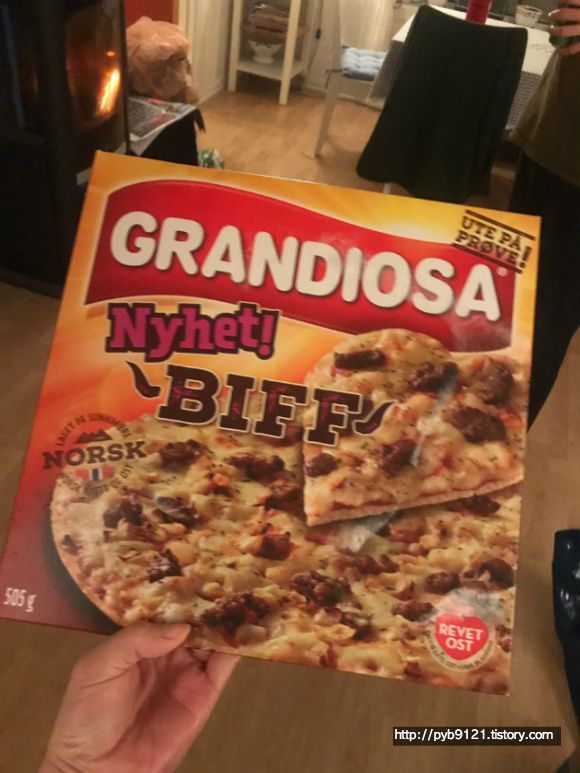 UTE PÅ
PRØVE!
GRANDIOSA®
Nyhet!
BIFF
NORSK
505 g
REVET
OST
http://pyb9121.tistory.com